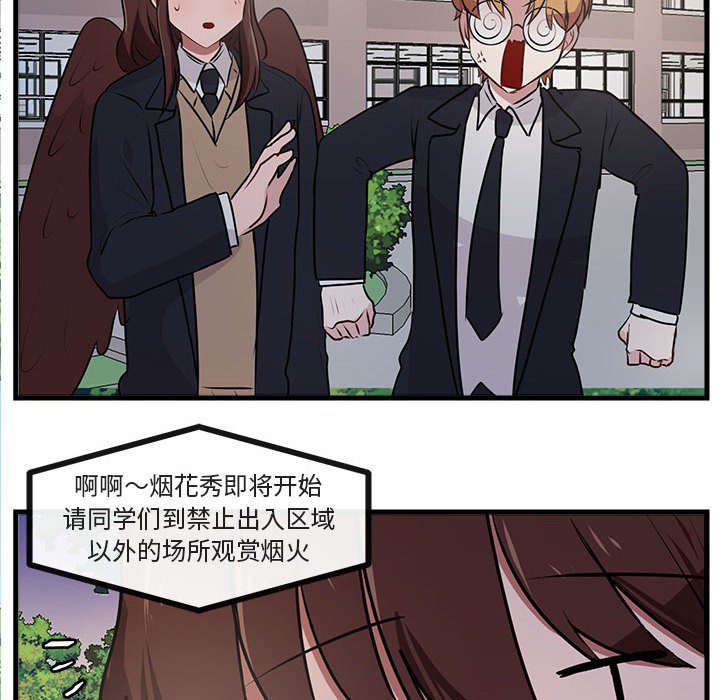 啊啊～烟花秀即将开始
请同学们到禁止出入区域
以外的场所观赏烟火